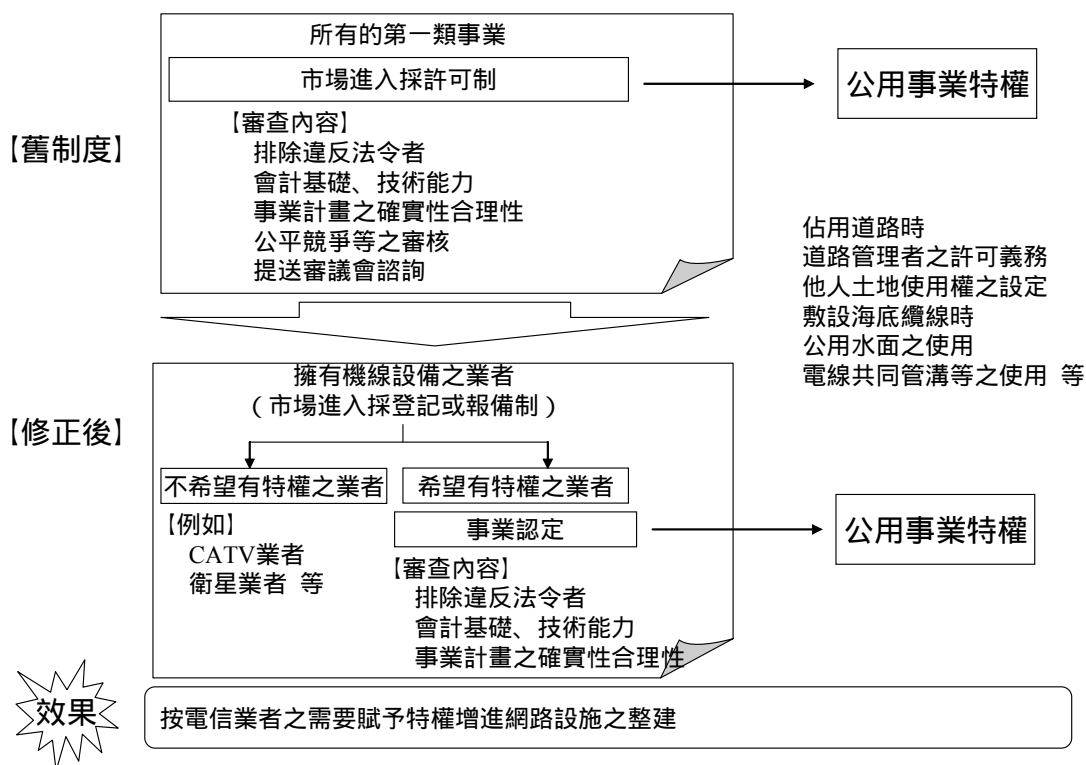 所有的第一類事業
市場進入採許可制
公用事業特權
【舊制度】
【審查內容】
排除違反法令者
會計基礎、技術能力
事業計畫之確實性合理性
公平競爭等之審核
提送審議會諮詢
佔用道路時
道路管理者之許可義務
他人土地使用權之設定
敷設海底纜線時
公用水面之使用
電線共同管溝等之使用 等
【修正後】
擁有機線設備之業者
(市場進入採登記或報備制)
不希望有特權之業者
希望有特權之業者
【例如】
CATV業者
衛星業者 等
事業認定
公用事業特權
【審查內容】
排除違反法令者
會計基礎、技術能力
事業計畫之確實性合理性
效果
按電信業者之需要賦予特權增進網路設施之整建